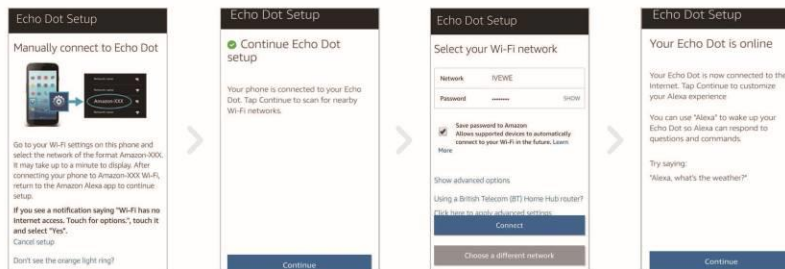 Echo Dot Setup
Manually connect to Echo Dot
Amazon-XXX
Go to your Wi-Fi settings on this phone and
select the network of the format Amazon-XXX.
It may take up to a minute to display. After
connecting your phone to Amazon-XXX Wi-Fi,
return to the Amazon Alexa app to continue
setup.
If you see a notification saying "Wi-Fi has no
Internet access. Touch for options.", touch it
and select "Yes".
Cancel setup
Don't see the orange light ring?
Echo Dot Setup
Continue Echo Dot
setup
Your phone is connected to your Echo
Dot. Tap Continue to scan for nearby
Wi-Fi networks.
Continue
Echo Dot Setup
Select your Wi-Fi network
Network IVEWE
Password •••••••• SHOW
Save password to Amazon
Allows supported devices to automatically
connect to your Wi-Fi in the future. Learn
More
Show advanced options
Using a British Telecom (BT) Home Hub router?
Click here to apply advanced settings
Connect
Choose a different network
Echo Dot Setup
Your Echo Dot is online
Your Echo Dot is now connected to the
Internet. Tap Continue to customize
your Alexa experience
You can use "Alexa" to wake up your
Echo Dot so Alexa can respond to
questions and commands.
Try saying:
"Alexa, what's the weather?"
Continue